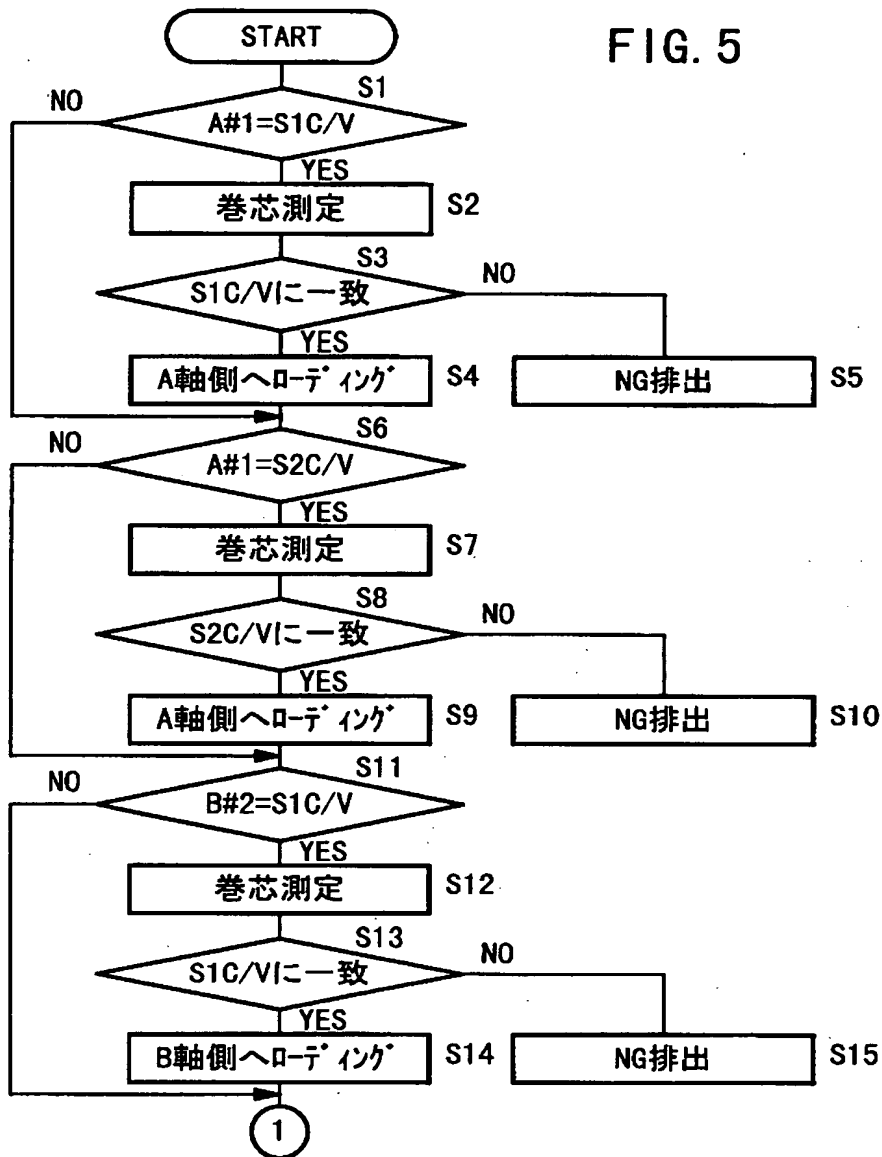 START
FIG. 5
S1
NO
A#1=S1C/V
YES
巻芯測定
S2
S3
NO
S1C/Vに一致
YES
A軸側へローディング
S4
NG排出
S5
S6
NO
A#1=S2C/V
YES
巻芯測定
S7
S8
NO
S2C/Vに一致
YES
A軸側へローディング
S9
NG排出
S10
S11
NO
B#2=S1C/V
YES
巻芯測定
S12
S13
NO
S1C/Vに一致
YES
B軸側へローディング
S14
NG排出
S15
1